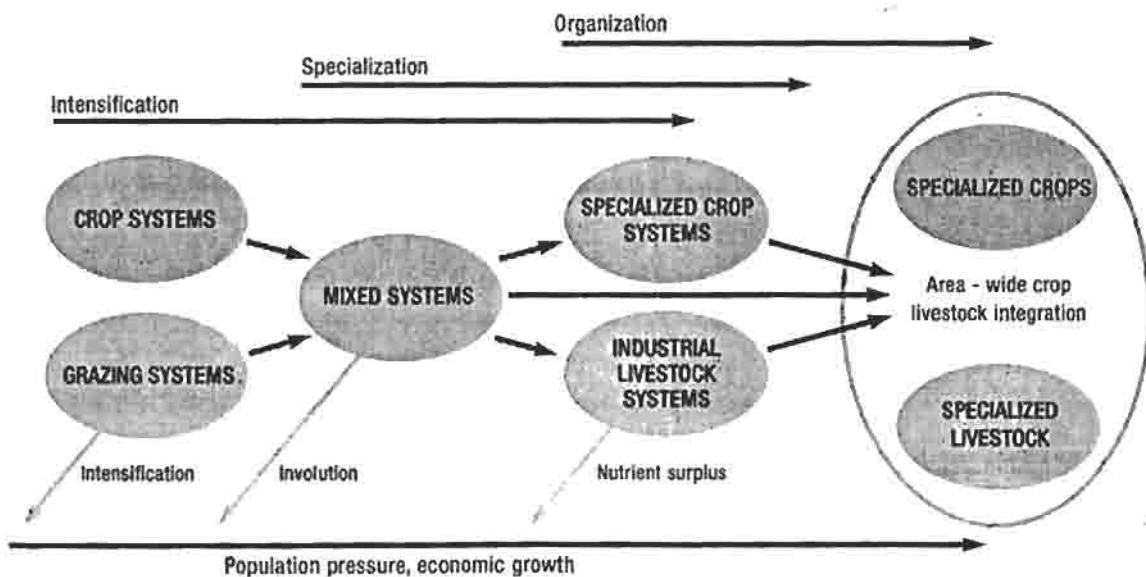 Organization
Specialization
Intensification
CROP SYSTEMS
GRAZING SYSTEMS
MIXED SYSTEMS
SPECIALIZED CROP
SYSTEMS
INDUSTRIAL
LIVESTOCK
SYSTEMS
SPECIALIZED CROPS
Area - wide crop
livestock integration
SPECIALIZED
LIVESTOCK
Intensification
Involution
Nutrient surplus
Population pressure, economic growth